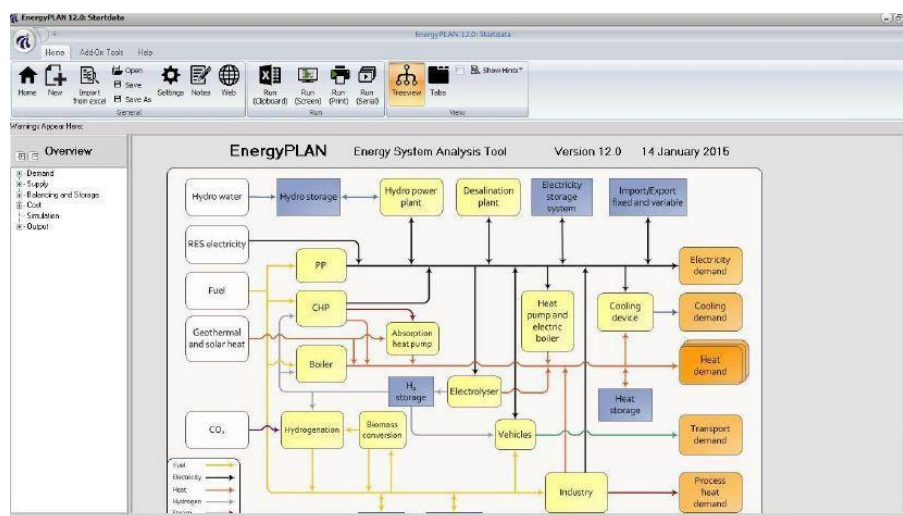 EnergyPLAN 12.0: Startdata
EnergyPLAN 12.0: Startdata
Home Add-On Tools Help
Home New Import from excel Open Save Save As Settings Notes Web
Run (Clipboard) Run (Screen) Run (Print) Run (Serial)
Treeview Tabs Show Hints
General Run View
Warnings Appear Here:
Overview
Demand
Supply
Balancing and Storage
Cost
Simulation
Output
EnergyPLAN Energy System Analysis Tool Version 12.0 14 January 2015
Hydro water
Hydro storage
Hydro power
plant
Desalination
plant
Electricity
storage
system
Import/Export
fixed and variable
RES electricity
PP
Electricity
demand
Fuel
CHP
Heat
pump and
electric
boiler
Cooling
device
Cooling
demand
Geothermal
and solar heat
Absorption
heat pump
Boiler
Heat
demand
H₂
storage
Electrolyser
Heat
storage
CO₂
Hydrogenation
Biomass
conversion
Vehicles
Transport
demand
Fuel
Electricity
Heat
Hydrogen
Steam
Industry
Process
heat
demand